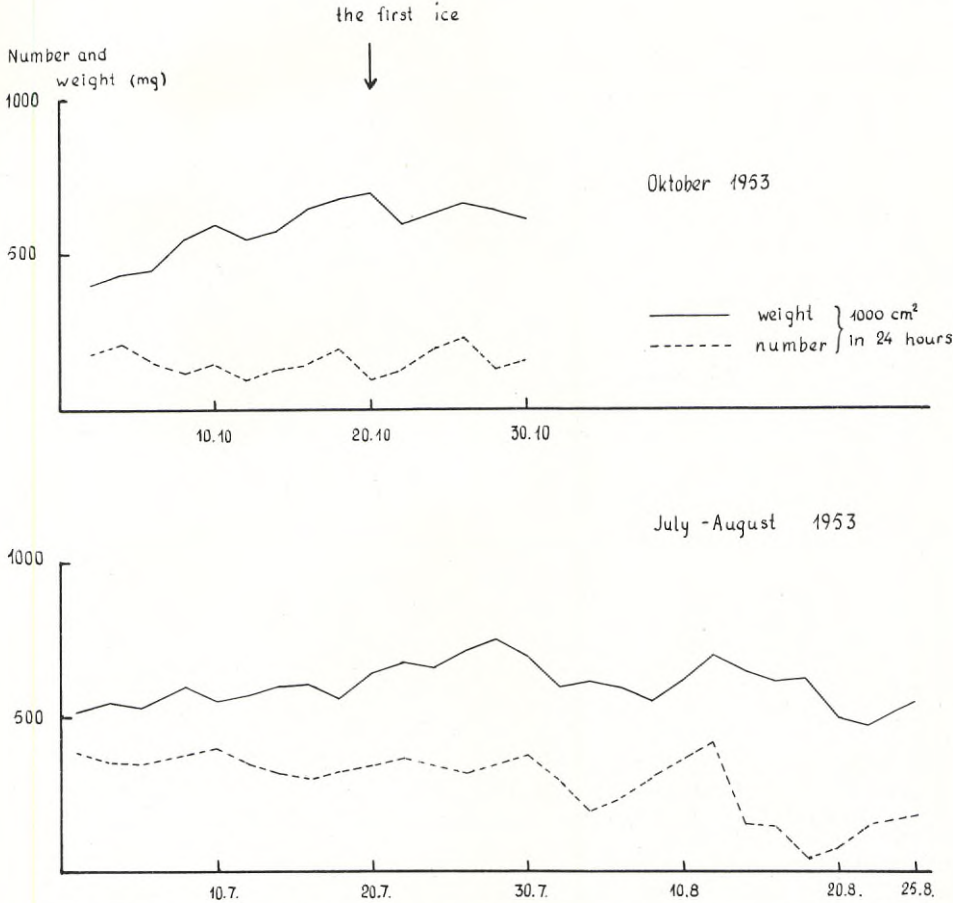 the first ice
Number and
weight (mg)
1000
Oktober 1953
500
weight } 1000 cm²
number } in 24 hours
10.10 20.10 30.10
July - August 1953
1000
500
10.7. 20.7. 30.7. 10.8 20.8. 25.8.